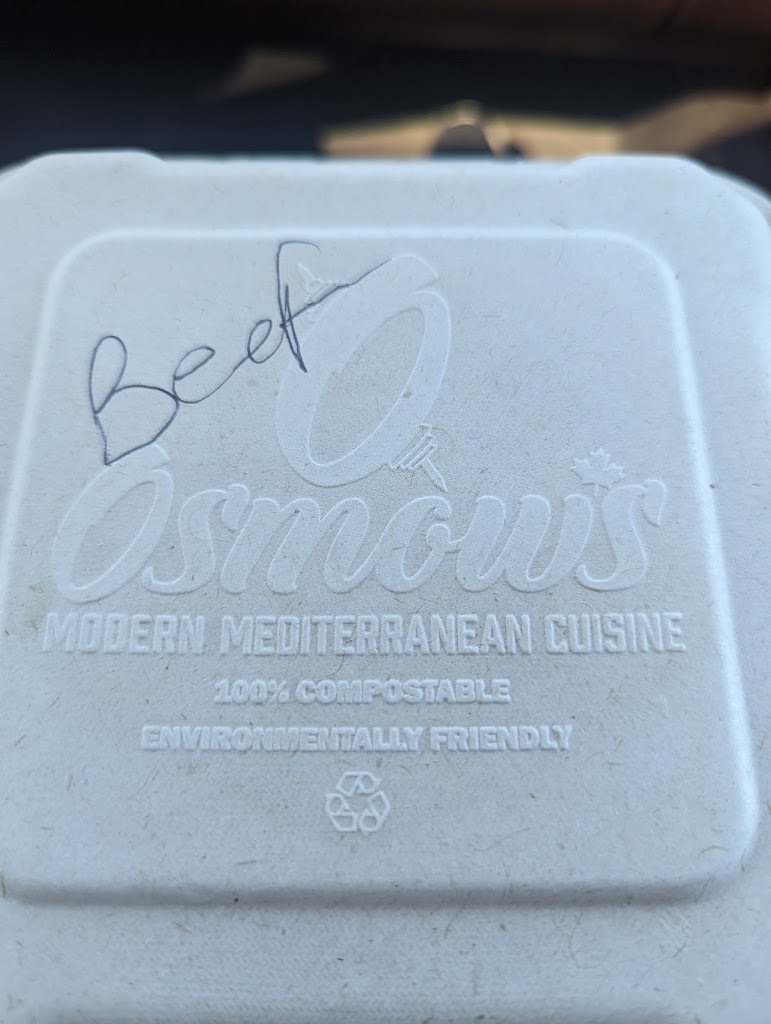 Beef
Osmow's
MODERN MEDITERRANEAN CUISINE
100% COMPOSTABLE
ENVIRONMENTALLY FRIENDLY